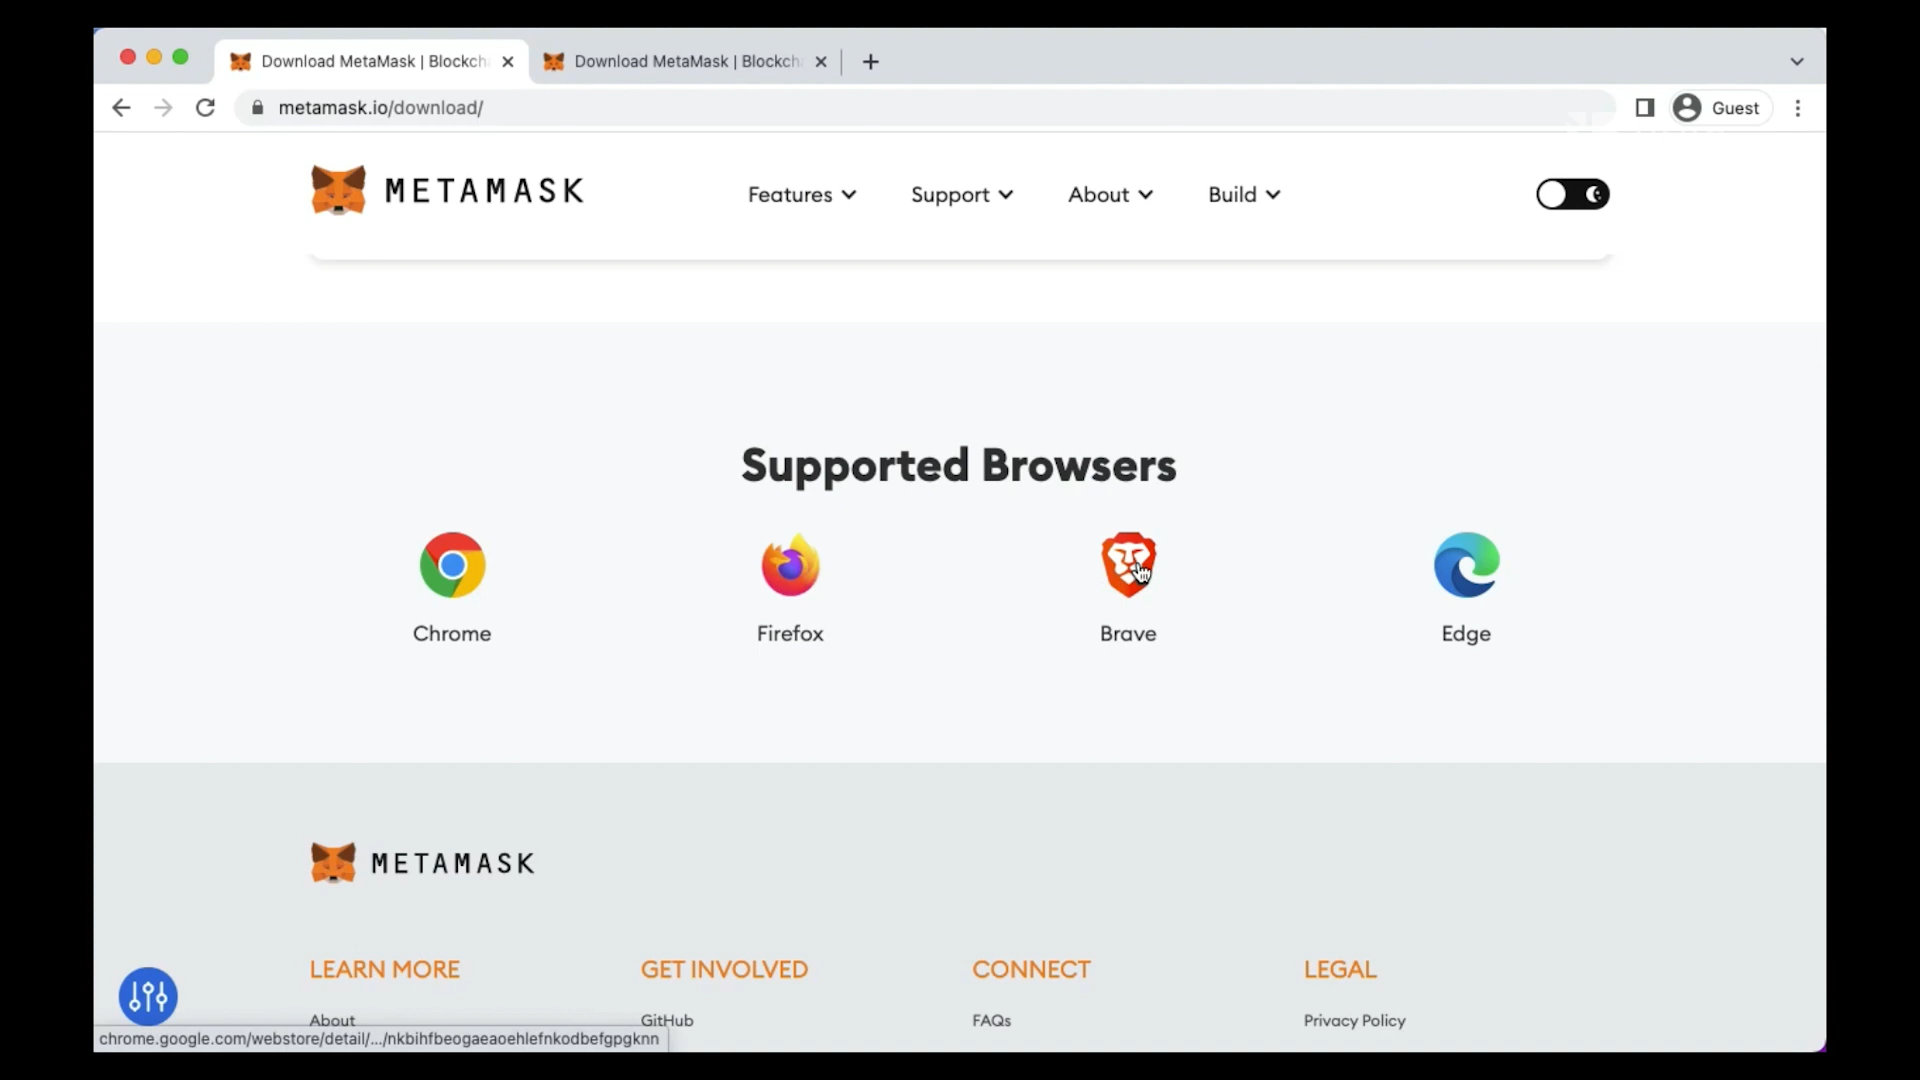 Download MetaMask | Blockch
Download MetaMask | Blockch
metamask.io/download/
Guest
METAMASK
Features
Support
About
Build
Supported Browsers
Chrome
Firefox
Brave
Edge
METAMASK
LEARN MORE
GET INVOLVED
CONNECT
LEGAL
About
GitHub
FAQs
Privacy Policy
chrome.google.com/webstore/detail/.../nkbihfbeogaeaoehlefnkodbefgpgknn